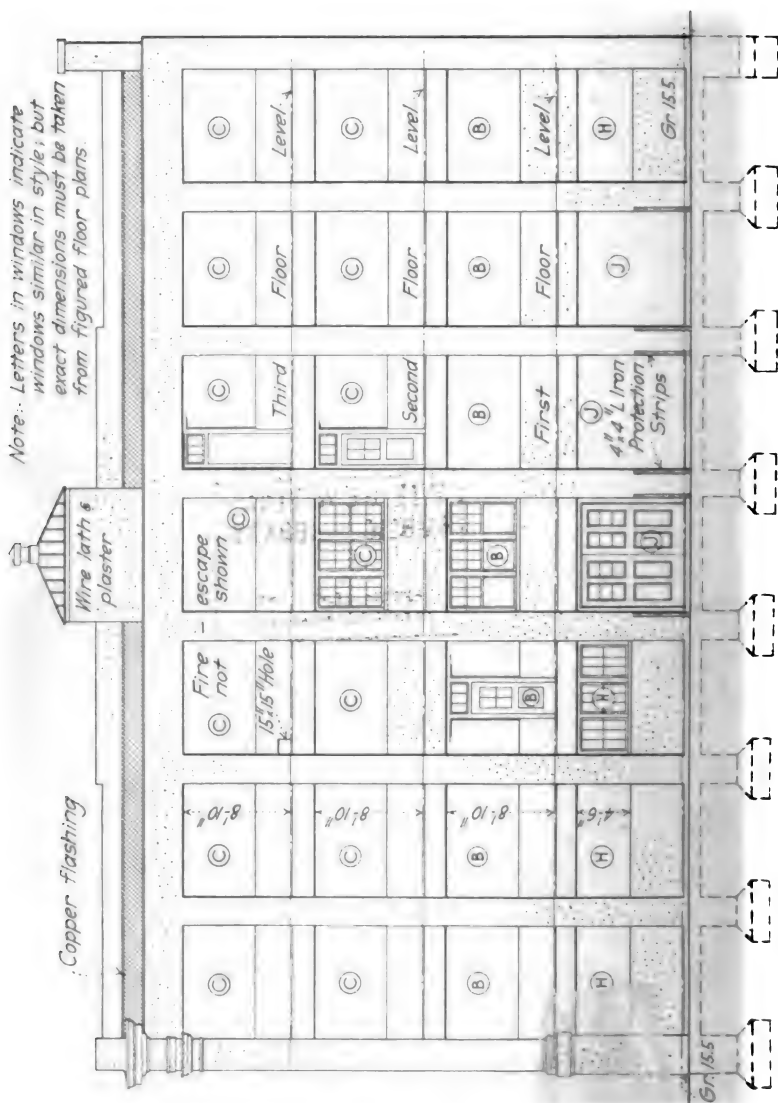 Note:- Letters in windows indicate
windows similar in style; but
exact dimensions must be taken
from figured floor plans.
Copper flashing
Wire lath &
plaster
C
C
8'-10"
C
Fire
not
15"x15" Hole
C
escape
shown
C
Third
C
Floor
C
Level
C
C
8'-10"
C
C
C
Second
C
Floor
C
Level
B
B
8'-10"
B
B
B
First
B
Floor
B
Level
H
H
4'-6"
H
J
J
4"x4" L Iron
Protection
Strips
J
H
Gr. 15.5
Gr. 15.5